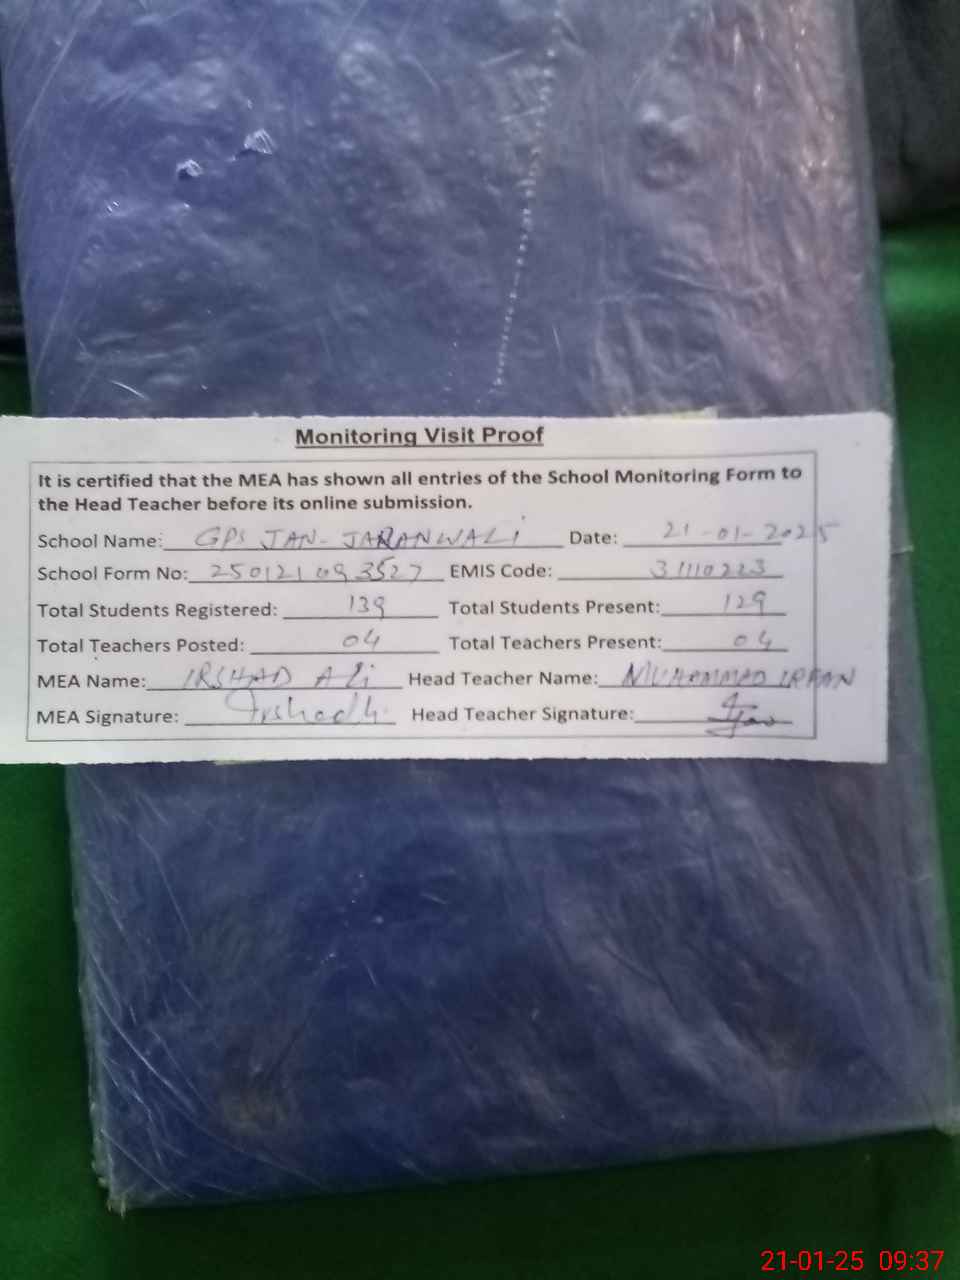 Monitoring Visit Proof
It is certified that the MEA has shown all entries of the School Monitoring Form to
the Head Teacher before its online submission.
School Name: GPS JAN- JARANWALI Date: 21-01-2025
School Form No: 250121093527 EMIS Code: 31110223
Total Students Registered: 139 Total Students Present: 129
Total Teachers Posted: 04 Total Teachers Present: 04
MEA Name: IRSHAD Ali Head Teacher Name: MUHAMMAD IRFAN
MEA Signature: Irshad Head Teacher Signature:
21-01-25 09:37